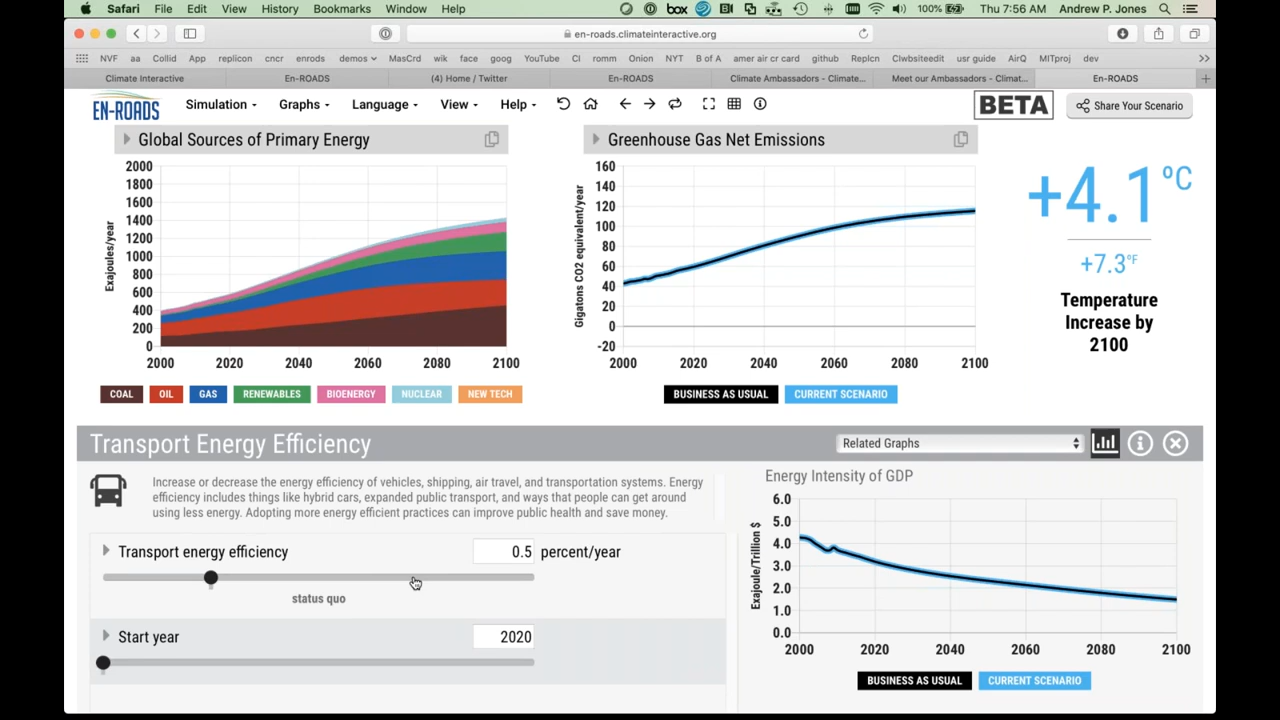 Safari File Edit View History Bookmarks Window Help box 100% Thu 7:56 AM Andrew P. Jones
en-roads.climateinteractive.org
NVF aa Collid App replicon cncr enrods demos MasCrd wik face goog YouTube CI romm Onion NYT B of A amer air cr card github Replcn Clwbsiteedit usr guide AirQ MITproj dev
Climate Interactive En-ROADS (4) Home / Twitter En-ROADS Climate Ambassadors - Climate... Meet our Ambassadors - Climat... En-ROADS
EN-ROADS Simulation Graphs Language View Help BETA Share Your Scenario
Global Sources of Primary Energy
Exajoules/year
2000
1800
1600
1400
1200
1000
800
600
400
200
0
2000 2020 2040 2060 2080 2100
COAL OIL GAS RENEWABLES BIOENERGY NUCLEAR NEW TECH
Greenhouse Gas Net Emissions
Gigatons CO2 equivalent/year
160
140
120
100
80
60
40
20
0
-20
2000 2020 2040 2060 2080 2100
BUSINESS AS USUAL CURRENT SCENARIO
+4.1 °C
+7.3°F
Temperature
Increase by
2100
Transport Energy Efficiency
Related Graphs
Increase or decrease the energy efficiency of vehicles, shipping, air travel, and transportation systems. Energy
efficiency includes things like hybrid cars, expanded public transport, and ways that people can get around
using less energy. Adopting more energy efficient practices can improve public health and save money.
Transport energy efficiency 0.5 percent/year
status quo
Start year 2020
Energy Intensity of GDP
Exajoule/Trillion $
6.0
5.0
4.0
3.0
2.0
1.0
0.0
2000 2020 2040 2060 2080 2100
BUSINESS AS USUAL CURRENT SCENARIO